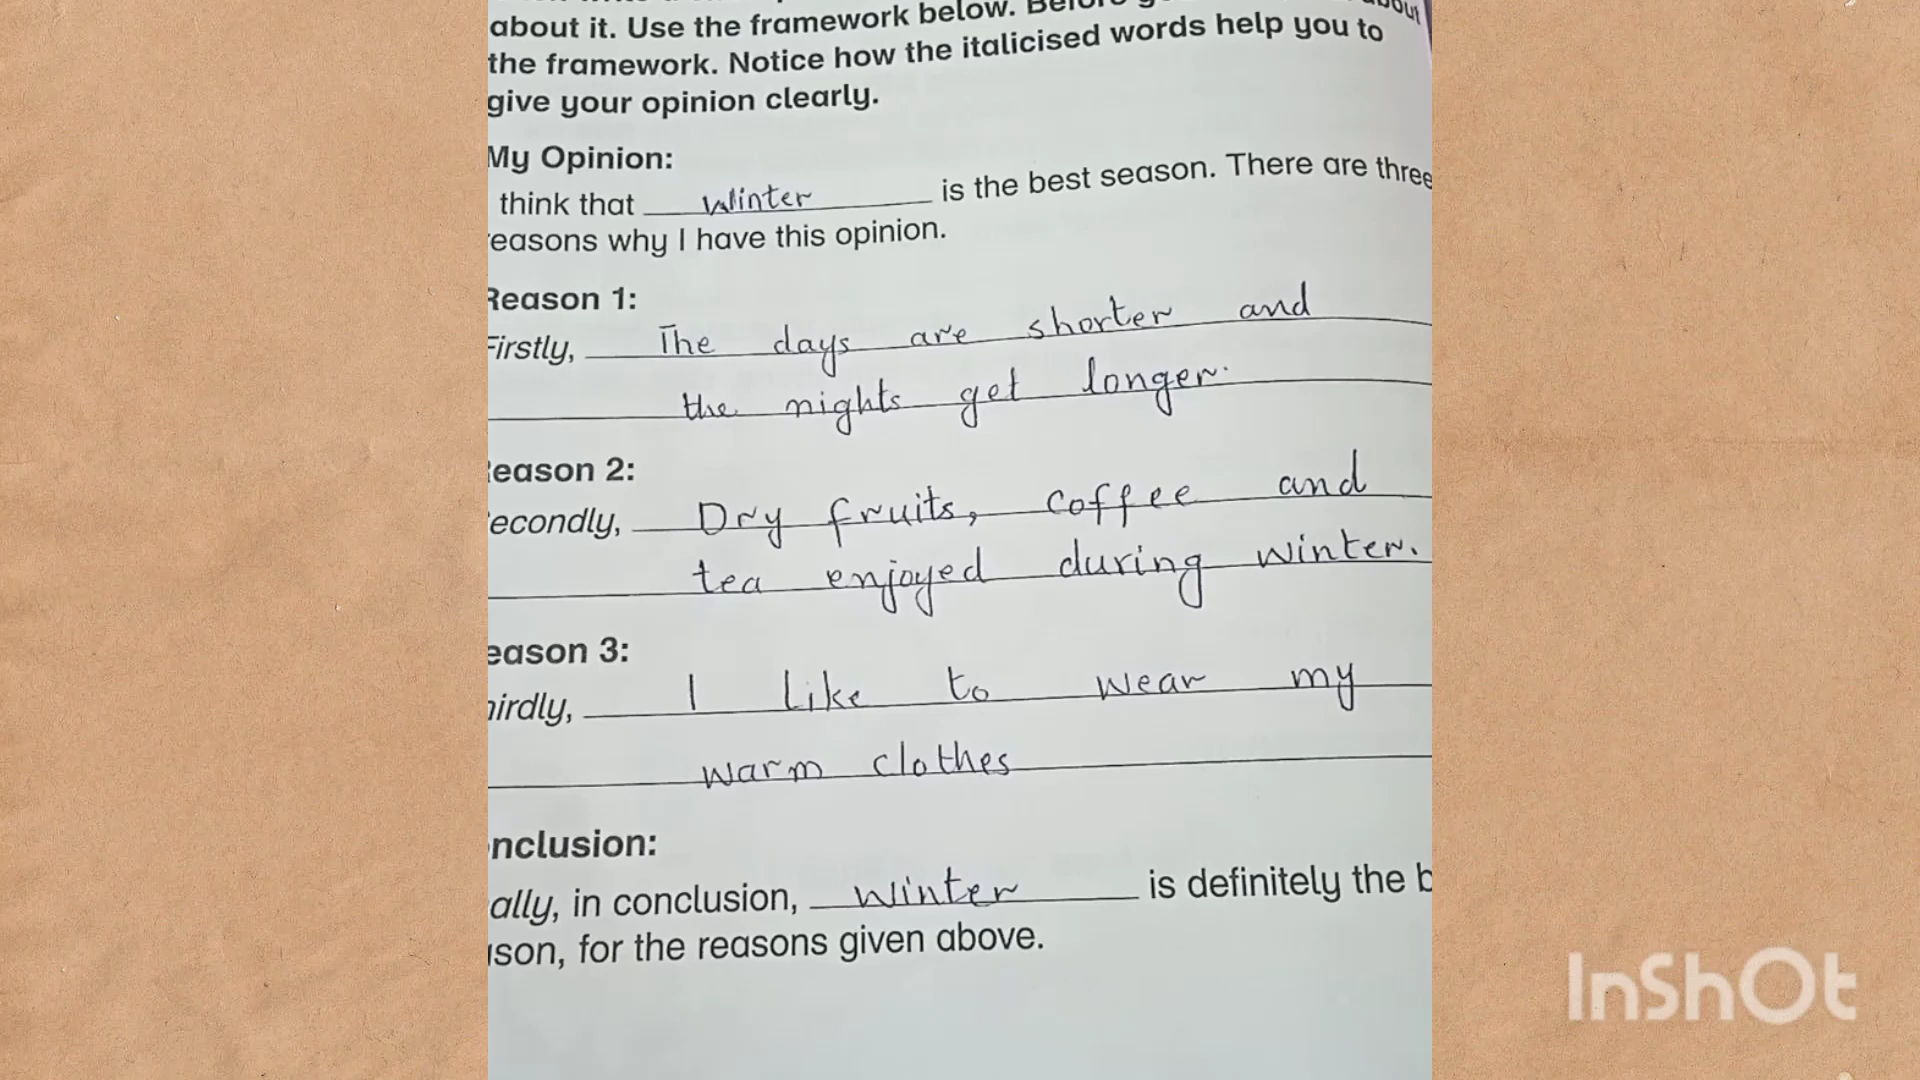 about it. Use the framework below.
the framework. Notice how the italicised words help you to
give your opinion clearly.
My Opinion:
think that Winter is the best season. There are three
easons why I have this opinion.
Reason 1:
Firstly, The days are shorter and
the nights get longer.
eason 2:
econdly, Dry fruits, coffee and
tea enjoyed during winter.
eason 3:
hirdly, I like to wear my
warm clothes
nclusion:
ally, in conclusion, Winter is definitely the b
son, for the reasons given above.
InShOt